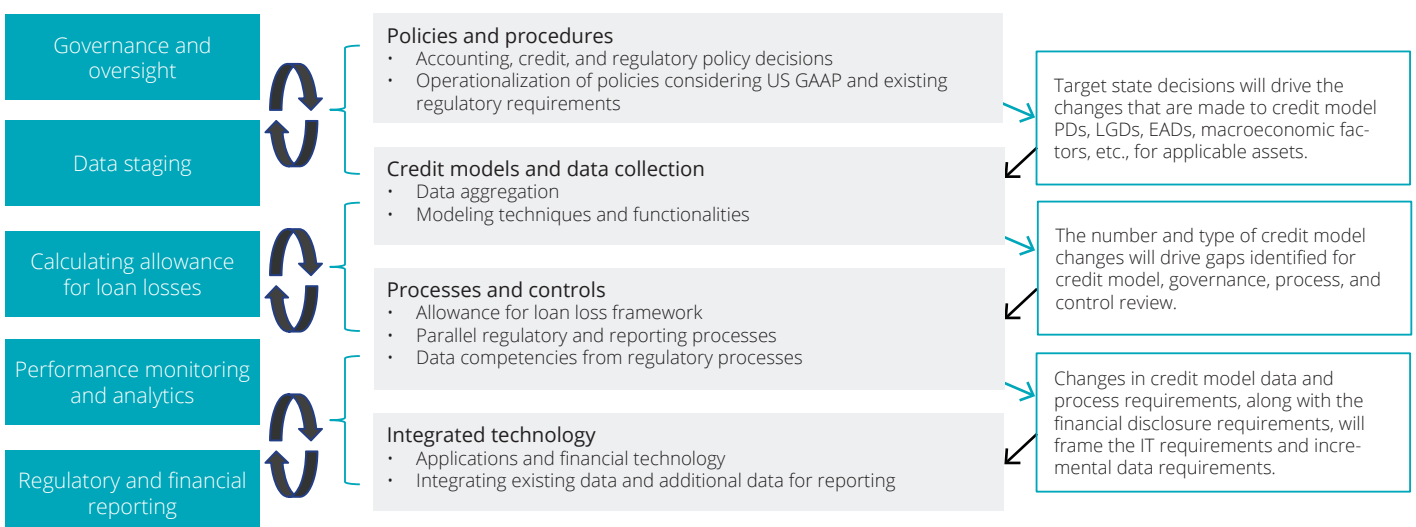 Governance and
oversight
Data staging
Calculating allowance
for loan losses
Performance monitoring
and analytics
Regulatory and financial
reporting
Policies and procedures
• Accounting, credit, and regulatory policy decisions
• Operationalization of policies considering US GAAP and existing
regulatory requirements
Credit models and data collection
• Data aggregation
• Modeling techniques and functionalities
Processes and controls
• Allowance for loan loss framework
• Parallel regulatory and reporting processes
• Data competencies from regulatory processes
Integrated technology
• Applications and financial technology
• Integrating existing data and additional data for reporting
Target state decisions will drive the
changes that are made to credit model
PDs, LGDs, EADs, macroeconomic fac-
tors, etc., for applicable assets.
The number and type of credit model
changes will drive gaps identified for
credit model, governance, process, and
control review.
Changes in credit model data and
process requirements, along with the
financial disclosure requirements, will
frame the IT requirements and incre-
mental data requirements.